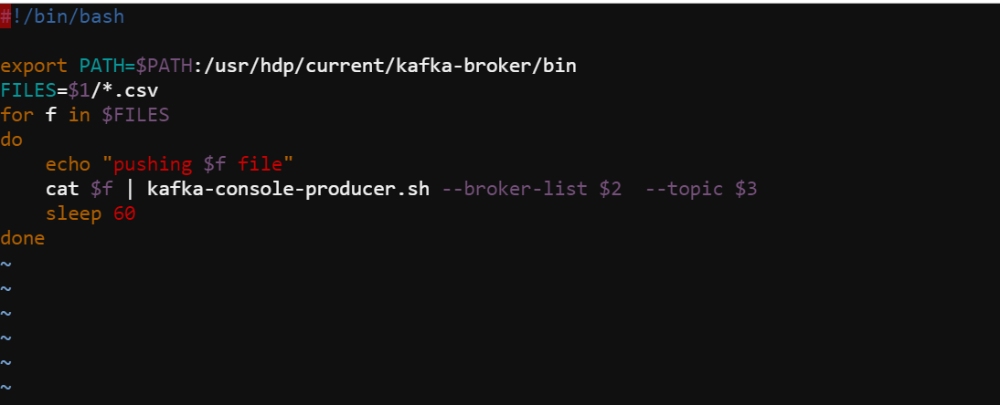 #!/bin/bash

export PATH=$PATH:/usr/hdp/current/kafka-broker/bin
FILES=$1/*.csv
for f in $FILES
do
    echo "pushing $f file"
    cat $f | kafka-console-producer.sh --broker-list $2  --topic $3
    sleep 60
done
~
~
~
~
~
~